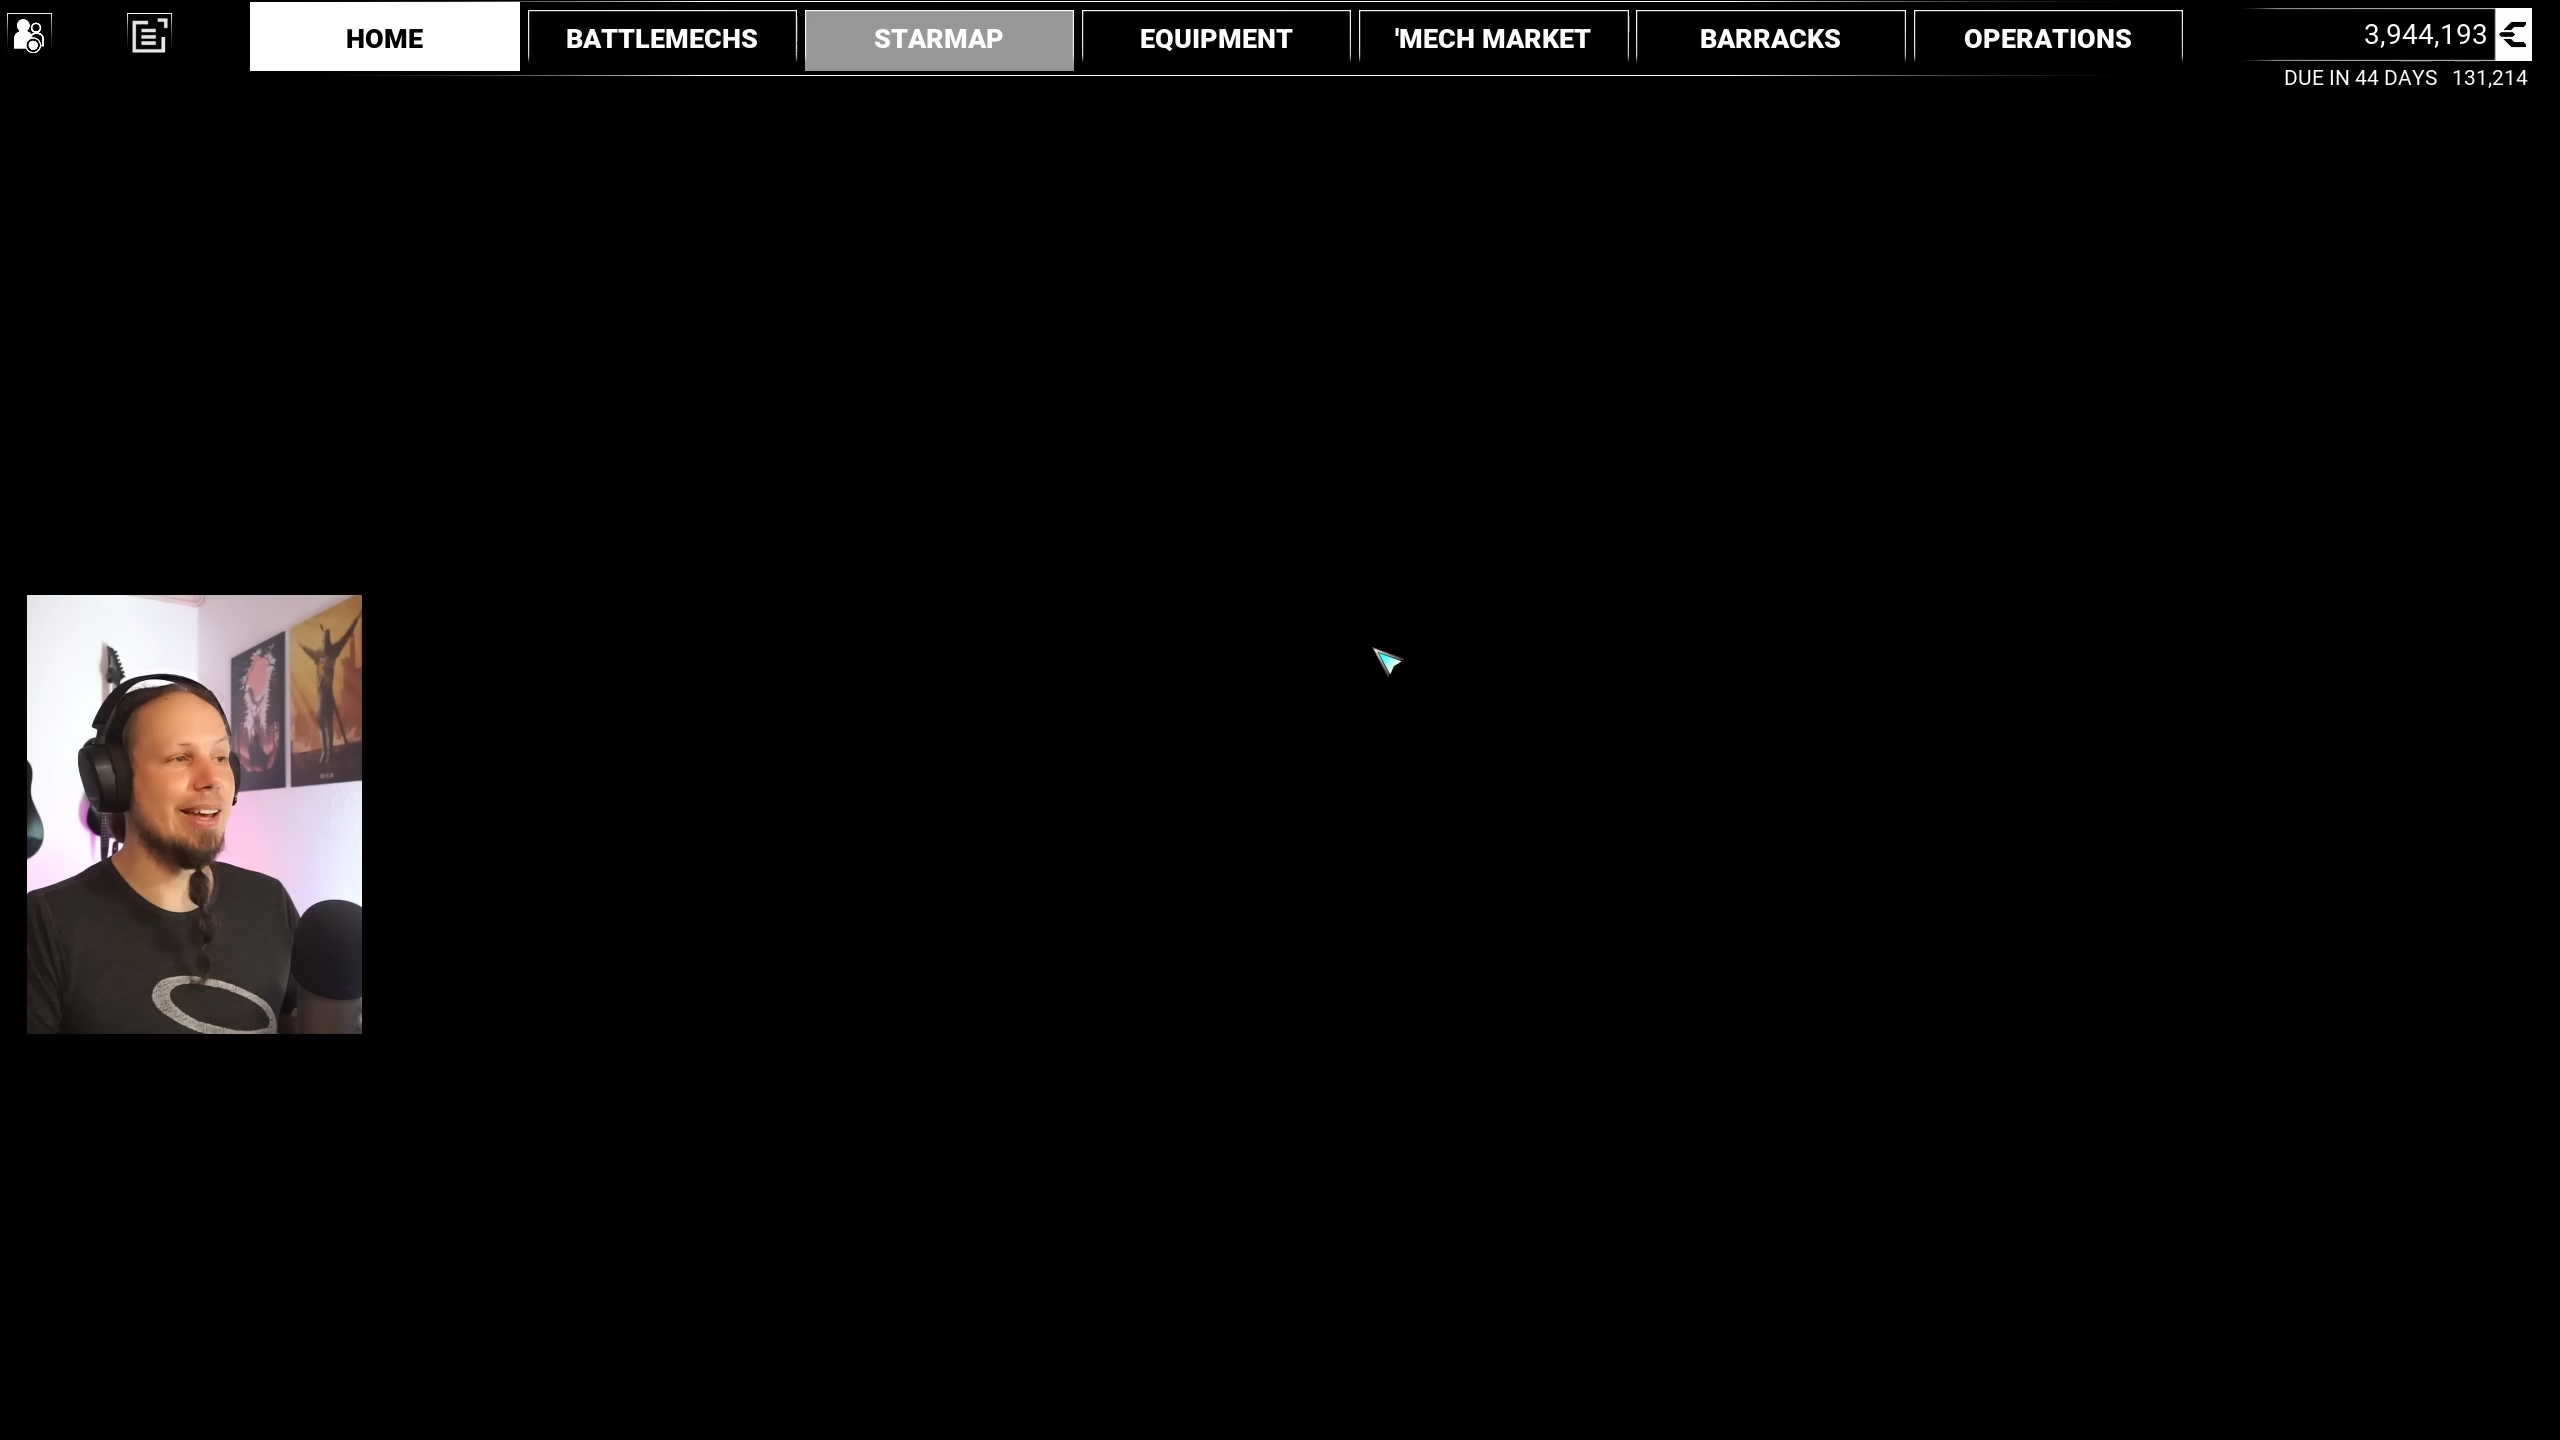 HOME
BATTLEMECHS
STARMAP
EQUIPMENT
'MECH MARKET
BARRACKS
OPERATIONS
3,944,193
DUE IN 44 DAYS 131,214